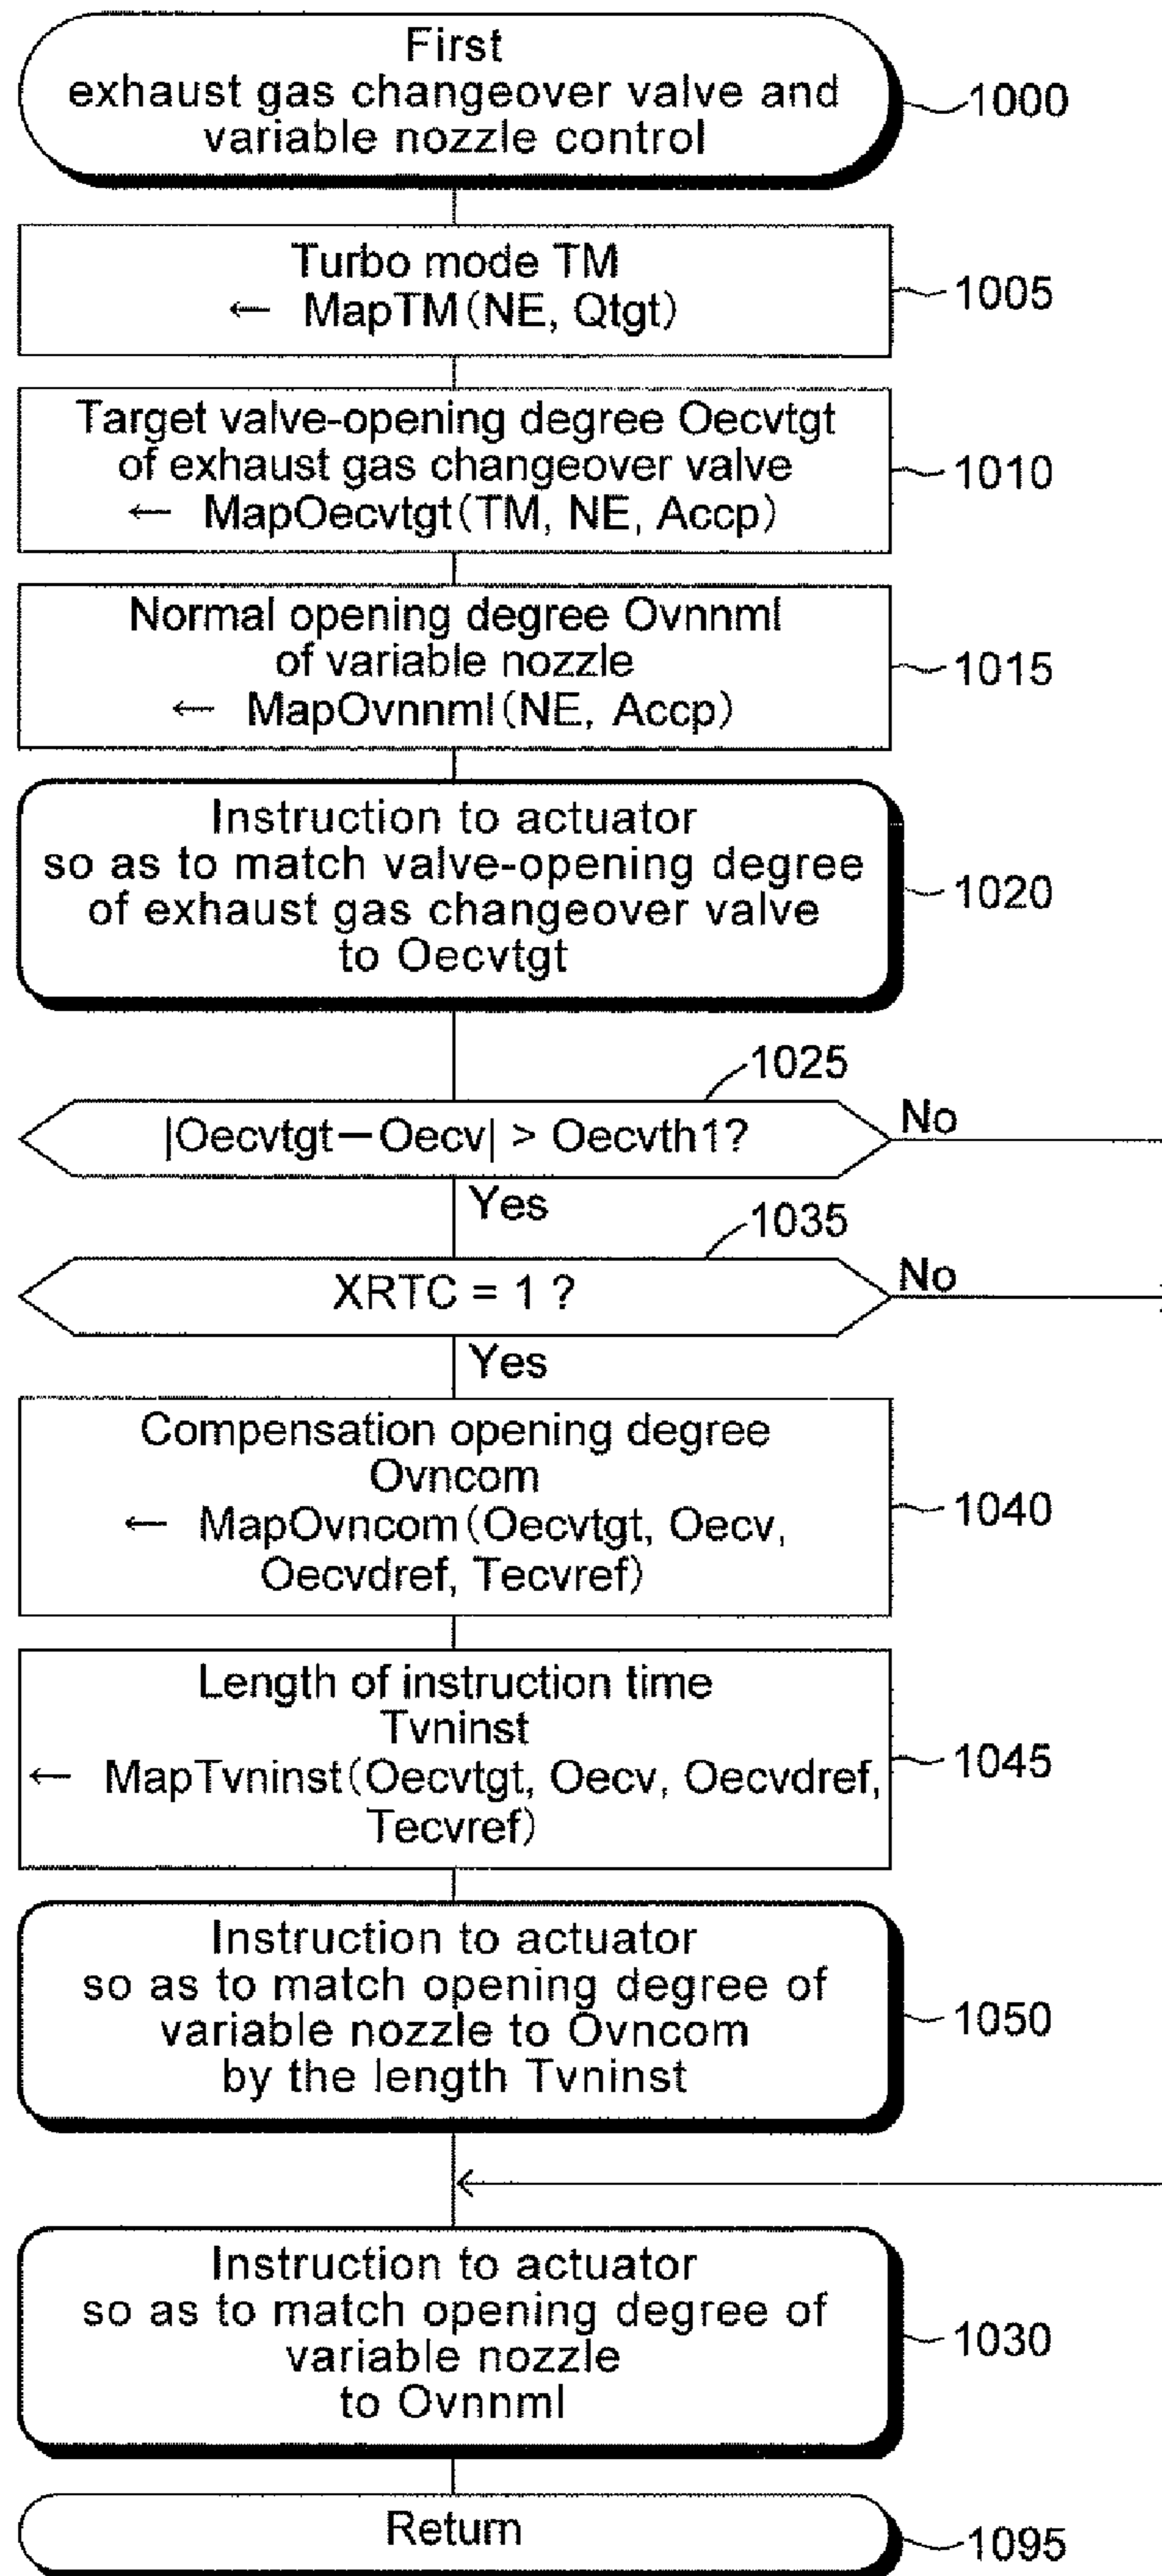 First
exhaust gas changeover valve and
variable nozzle control
1000
Turbo mode TM
← MapTM(NE, Qtgt)
1005
Target valve-opening degree Oecvtgt
of exhaust gas changeover valve
← MapOecvtgt(TM, NE, Accp)
1010
Normal opening degree Ovnnml
of variable nozzle
← MapOvnnml(NE, Accp)
1015
Instruction to actuator
so as to match valve-opening degree
of exhaust gas changeover valve
to Oecvtgt
1020
1025
|Oecvtgt−Oecv| > Oecvth1?
No
Yes
1035
XRTC = 1 ?
No
Yes
Compensation opening degree
Ovncom
← MapOvncom(Oecvtgt, Oecv,
Oecvdref, Tecvref)
1040
Length of instruction time
Tvninst
← MapTvninst(Oecvtgt, Oecv, Oecvdref,
Tecvref)
1045
Instruction to actuator
so as to match opening degree of
variable nozzle to Ovncom
by the length Tvninst
1050
Instruction to actuator
so as to match opening degree of
variable nozzle
to Ovnnml
1030
Return
1095